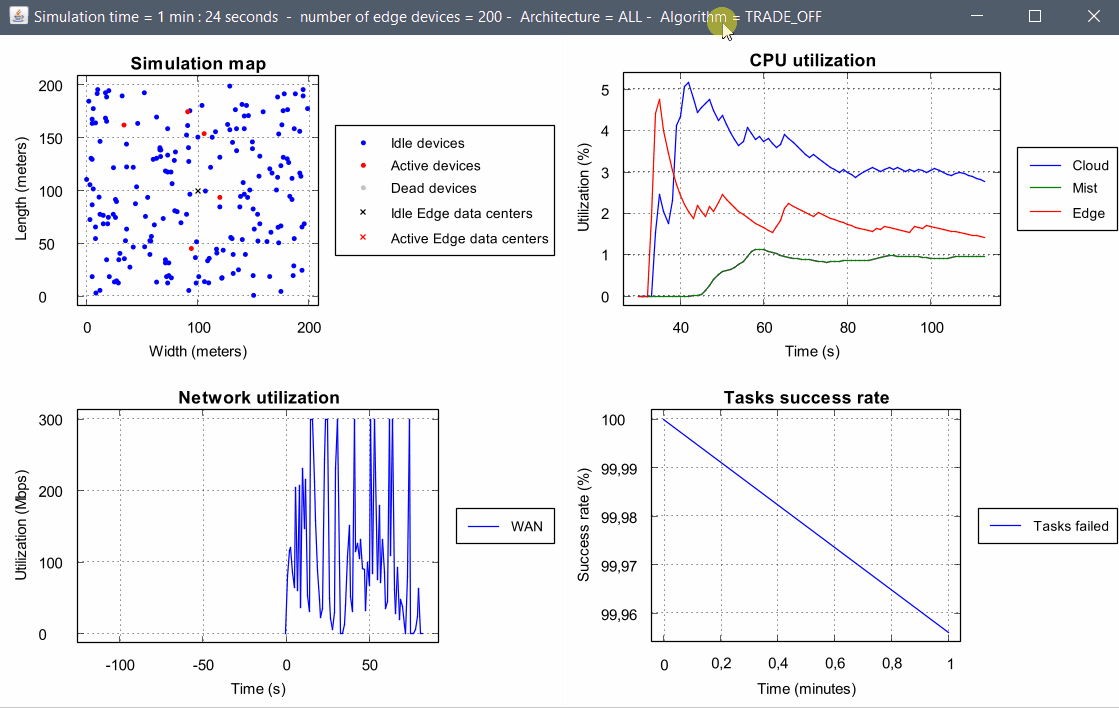 Simulation time = 1 min : 24 seconds - number of edge devices = 200 - Architecture = ALL - Algorithm = TRADE_OFF
Simulation map
Length (meters)
200
150
100
50
0
0 100 200
Width (meters)
Idle devices
Active devices
Dead devices
Idle Edge data centers
Active Edge data centers
CPU utilization
Utilization (%)
5
4
3
2
1
0
40 60 80 100
Time (s)
Cloud
Mist
Edge
Network utilization
Utilization (Mbps)
300
200
100
0
-100 -50 0 50
Time (s)
WAN
Tasks success rate
Success rate (%)
100
99,99
99,98
99,97
99,96
0 0,2 0,4 0,6 0,8 1
Time (minutes)
Tasks failed